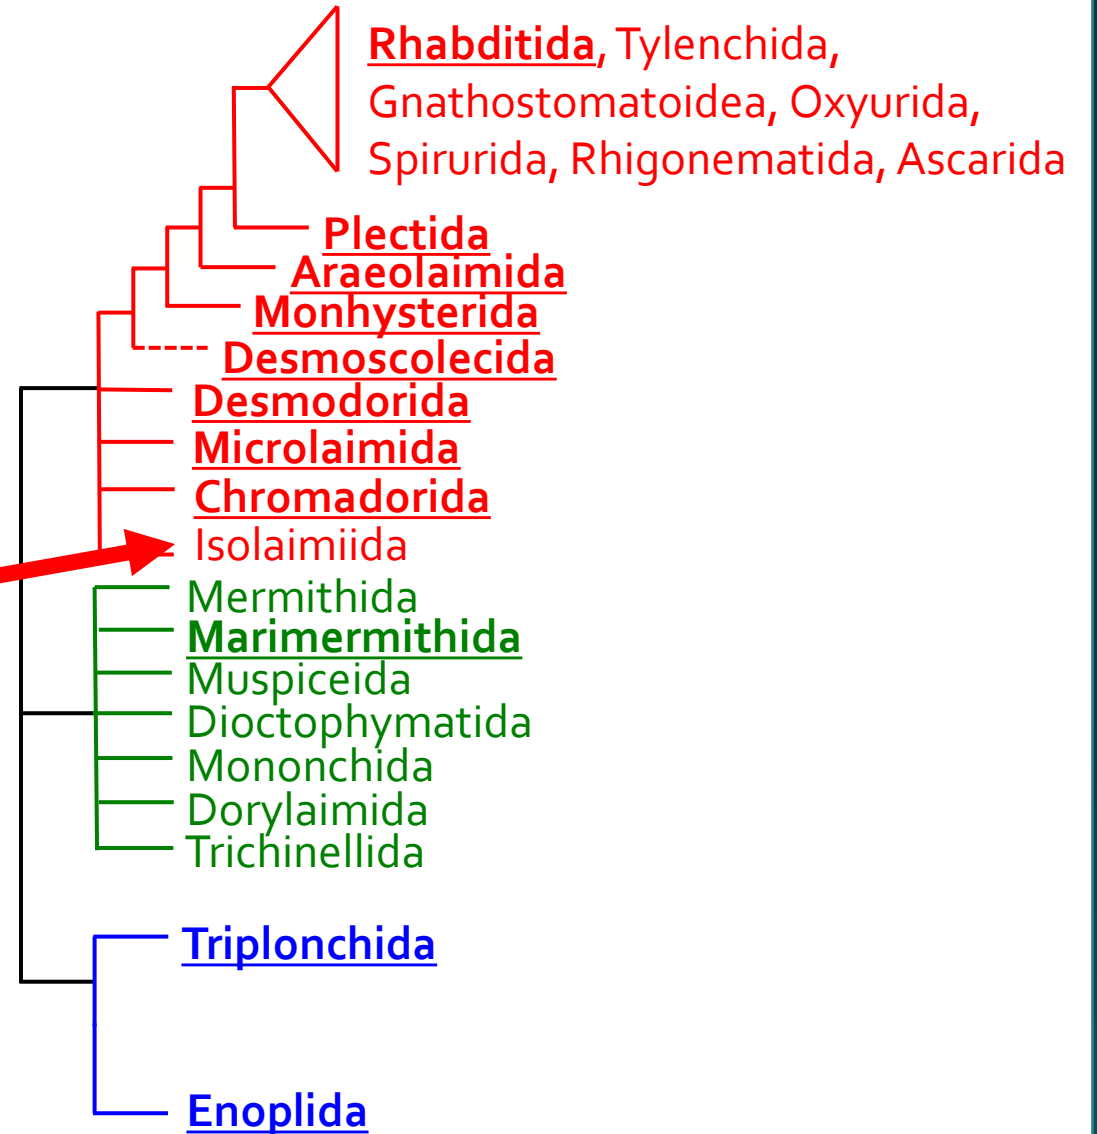 Rhabditida, Tylenchida,
Gnathostomatoidea, Oxyurida,
Spirurida, Rhigonematida, Ascarida
Plectida
Araeolaimida
Monhysterida
Desmoscolecida
Desmodorida
Microlaimida
Chromadorida
Isolaimiida
Mermithida
Marimermithida
Muspiceida
Dioctophymatida
Mononchida
Dorylaimida
Trichinellida
Triplonchida
Enoplida